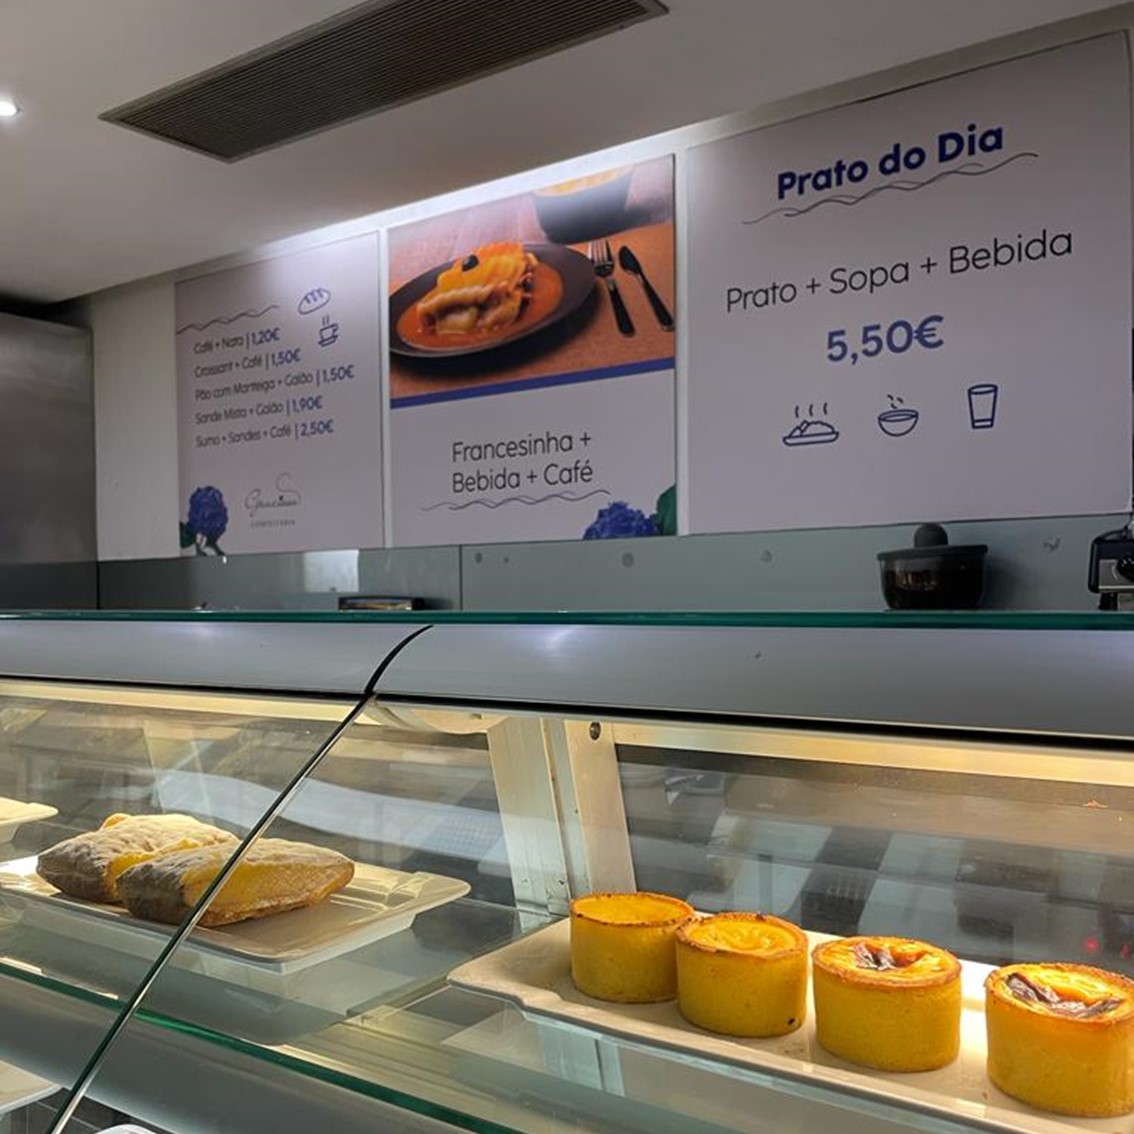 Café + Nata | 1,20€
Croissant + Café | 1,50€
Pão com Manteiga + Galão | 1,50€
Sande Mista + Galão | 1,90€
Sumo + Sandes + Café | 2,50€
CONFEITARIA
Francesinha +
Bebida + Café
Prato do Dia
Prato + Sopa + Bebida
5,50€